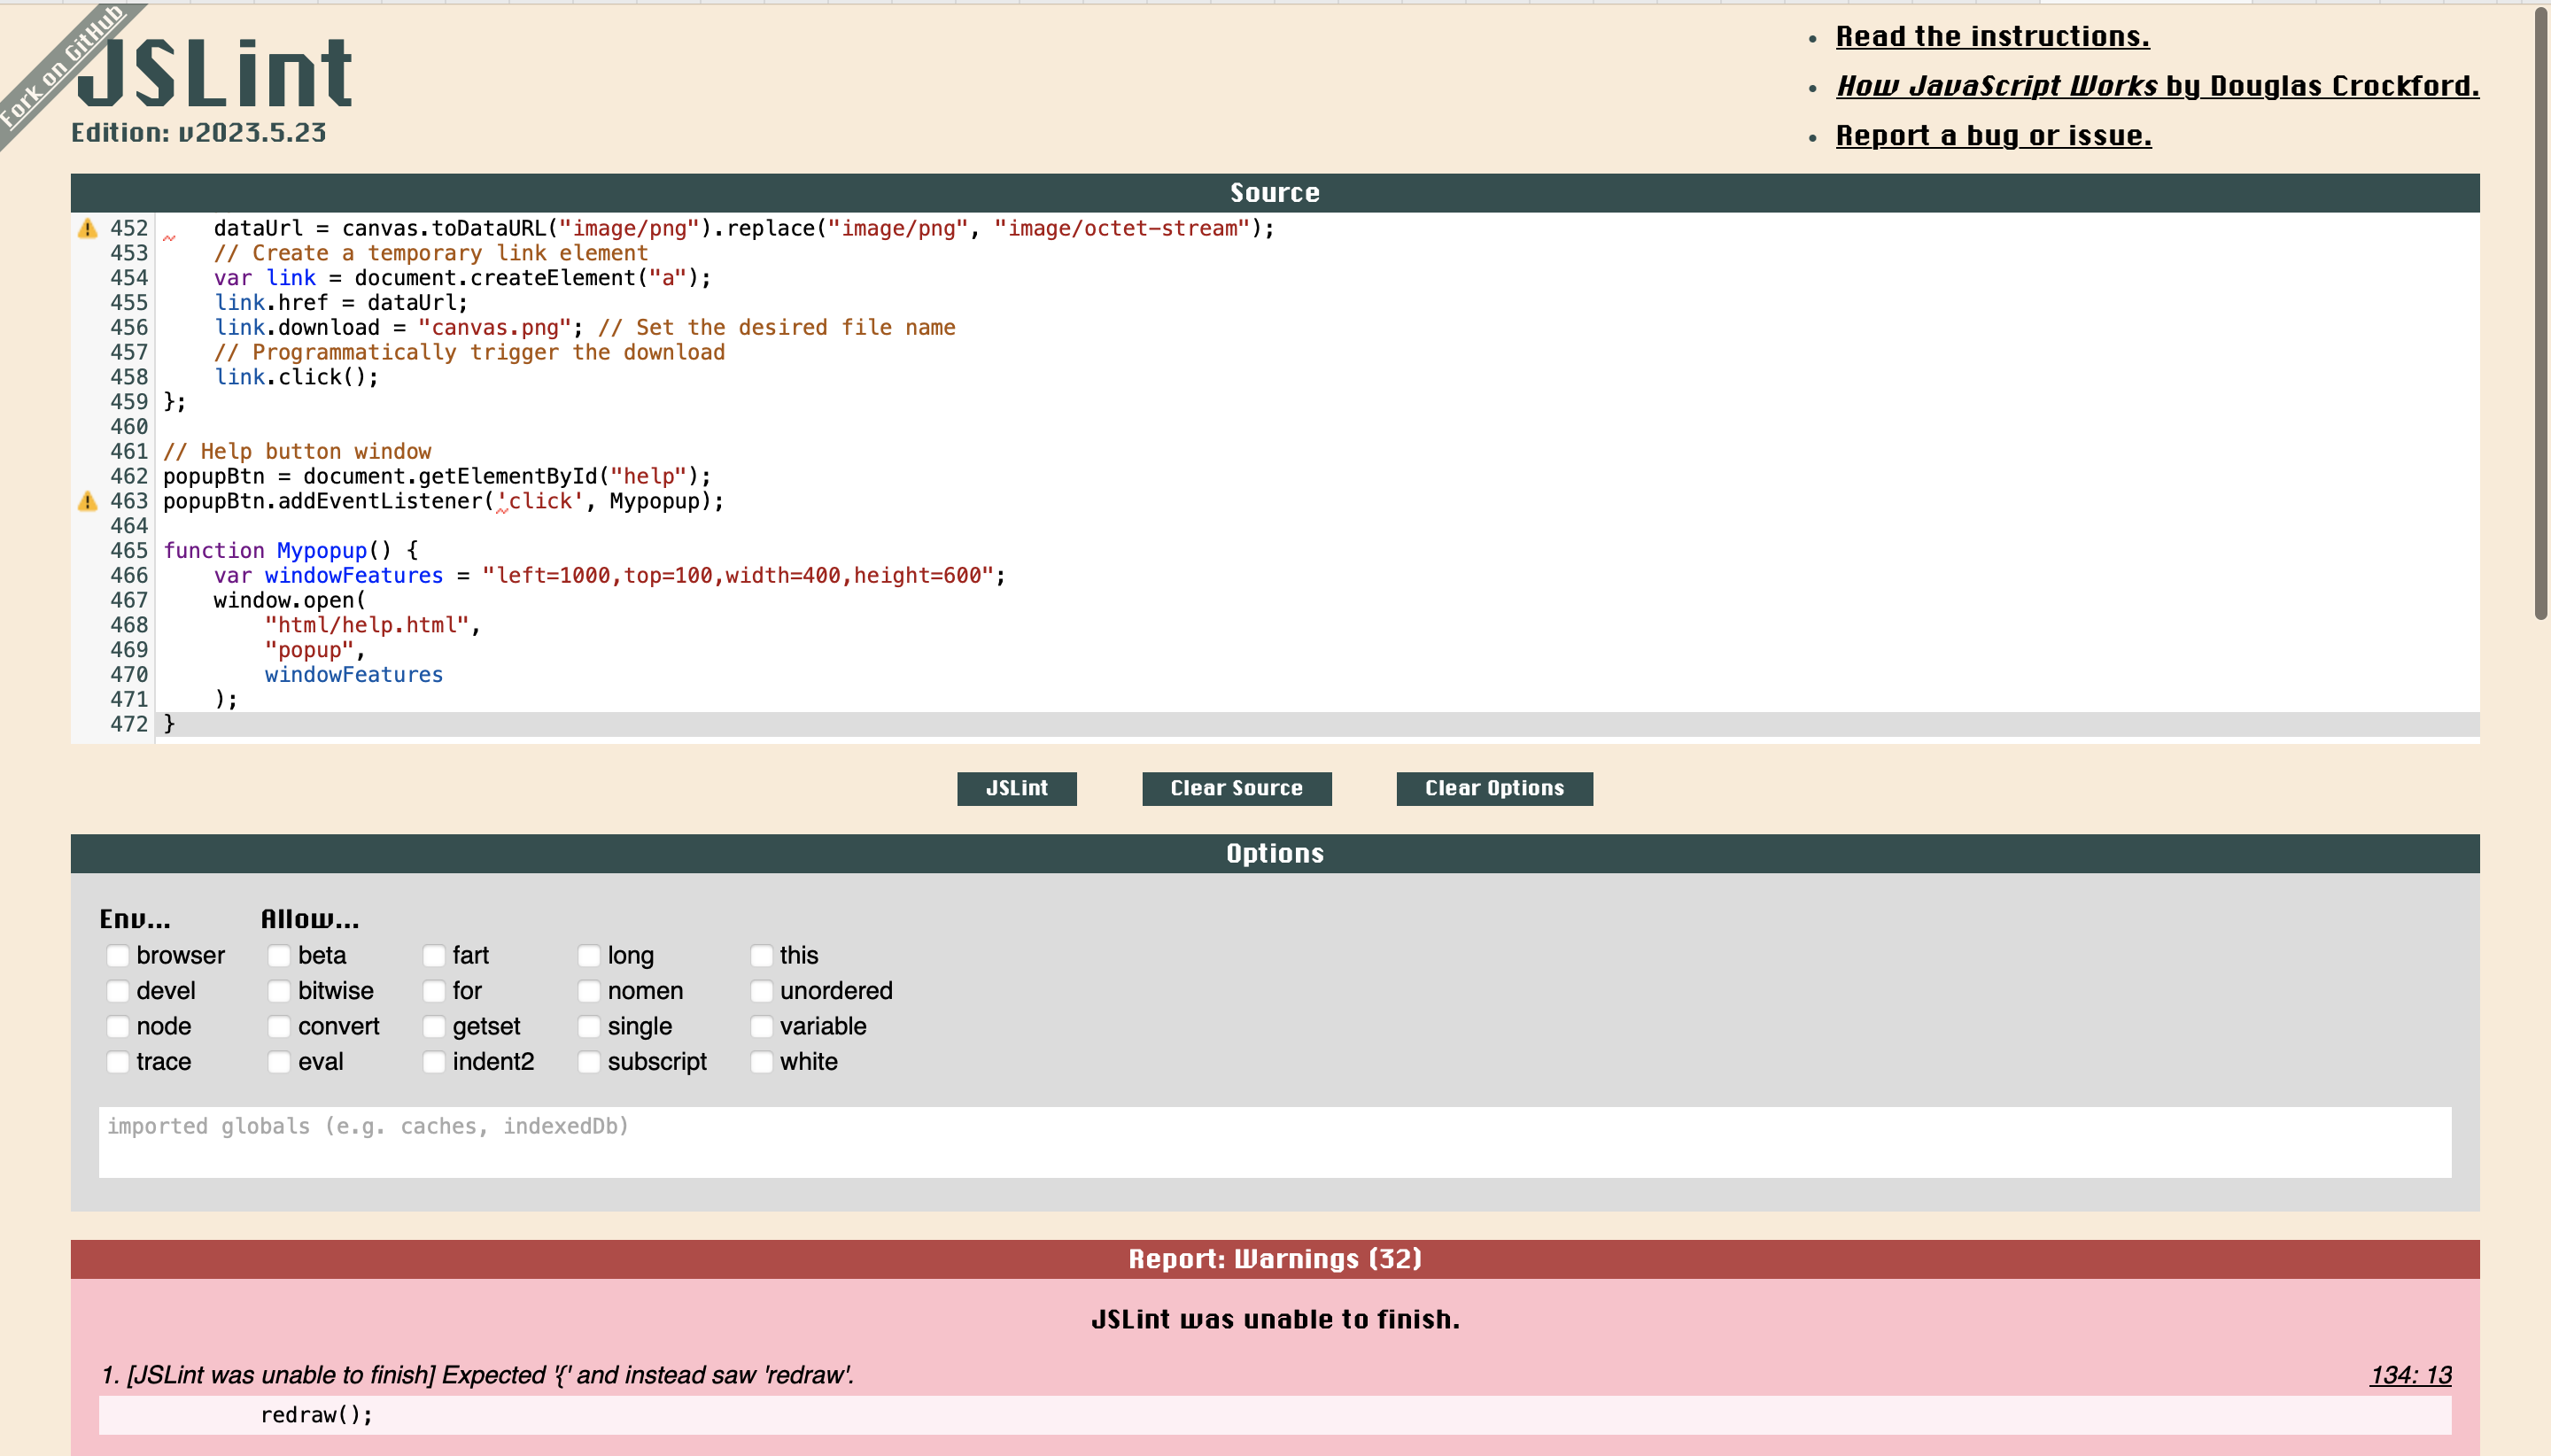 Fork on GitHub
JSLint
Edition: v2023.5.23
Read the instructions.
How JavaScript Works by Douglas Crockford.
Report a bug or issue.
Source
452 dataUrl = canvas.toDataURL("image/png").replace("image/png", "image/octet-stream");
453 // Create a temporary link element
454 var link = document.createElement("a");
455 link.href = dataUrl;
456 link.download = "canvas.png"; // Set the desired file name
457 // Programmatically trigger the download
458 link.click();
459 };
460
461 // Help button window
462 popupBtn = document.getElementById("help");
463 popupBtn.addEventListener('click', Mypopup);
464
465 function Mypopup() {
466 var windowFeatures = "left=1000,top=100,width=400,height=600";
467 window.open(
468 "html/help.html",
469 "popup",
470 windowFeatures
471 );
472 }
JSLint Clear Source Clear Options
Options
Env... Allow...
browser beta fart long this
devel bitwise for nomen unordered
node convert getset single variable
trace eval indent2 subscript white
imported globals (e.g. caches, indexedDb)
Report: Warnings (32)
JSLint was unable to finish.
1. [JSLint was unable to finish] Expected '{' and instead saw 'redraw'. 134: 13
redraw();